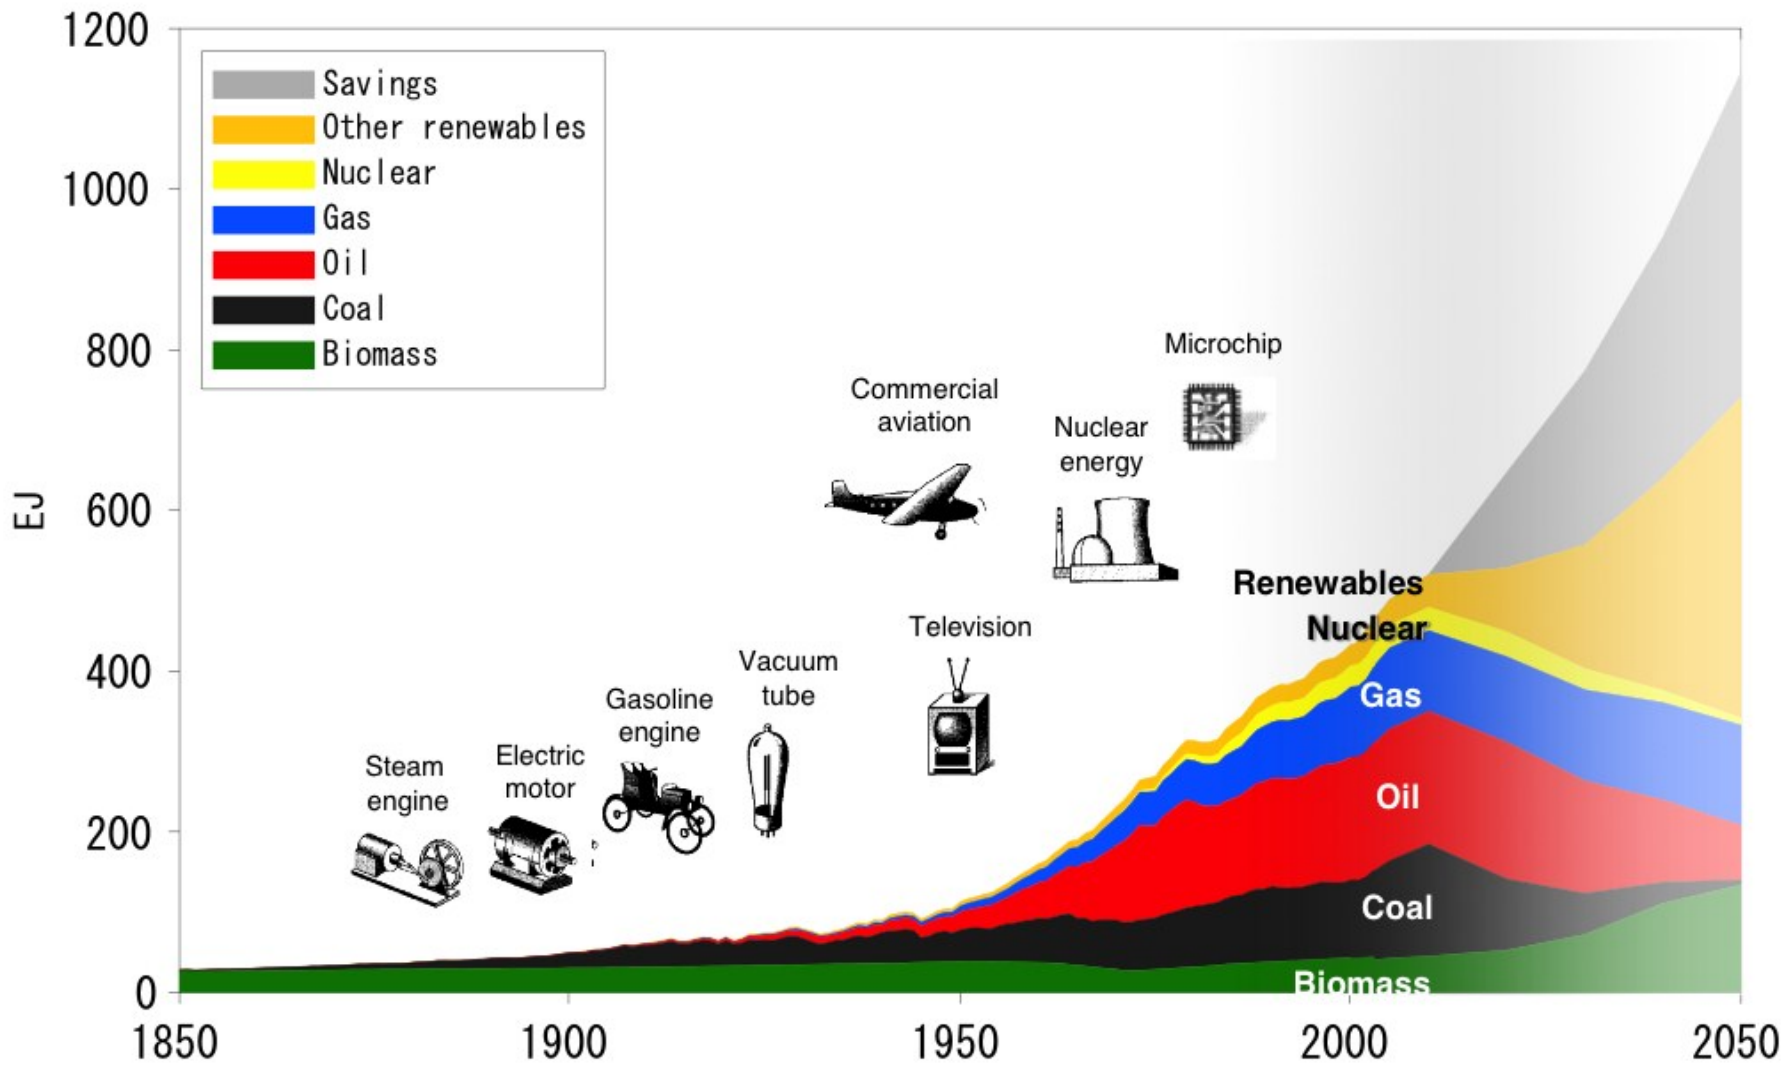 1200
1000
800
600
400
200
0
EJ
Savings
Other renewables
Nuclear
Gas
Oil
Coal
Biomass
Microchip
Commercial
aviation
Nuclear
energy
Renewables
Nuclear
Television
Vacuum
tube
Gas
Gasoline
engine
Electric
motor
Steam
engine
Oil
Coal
Biomass
1850
1900
1950
2000
2050